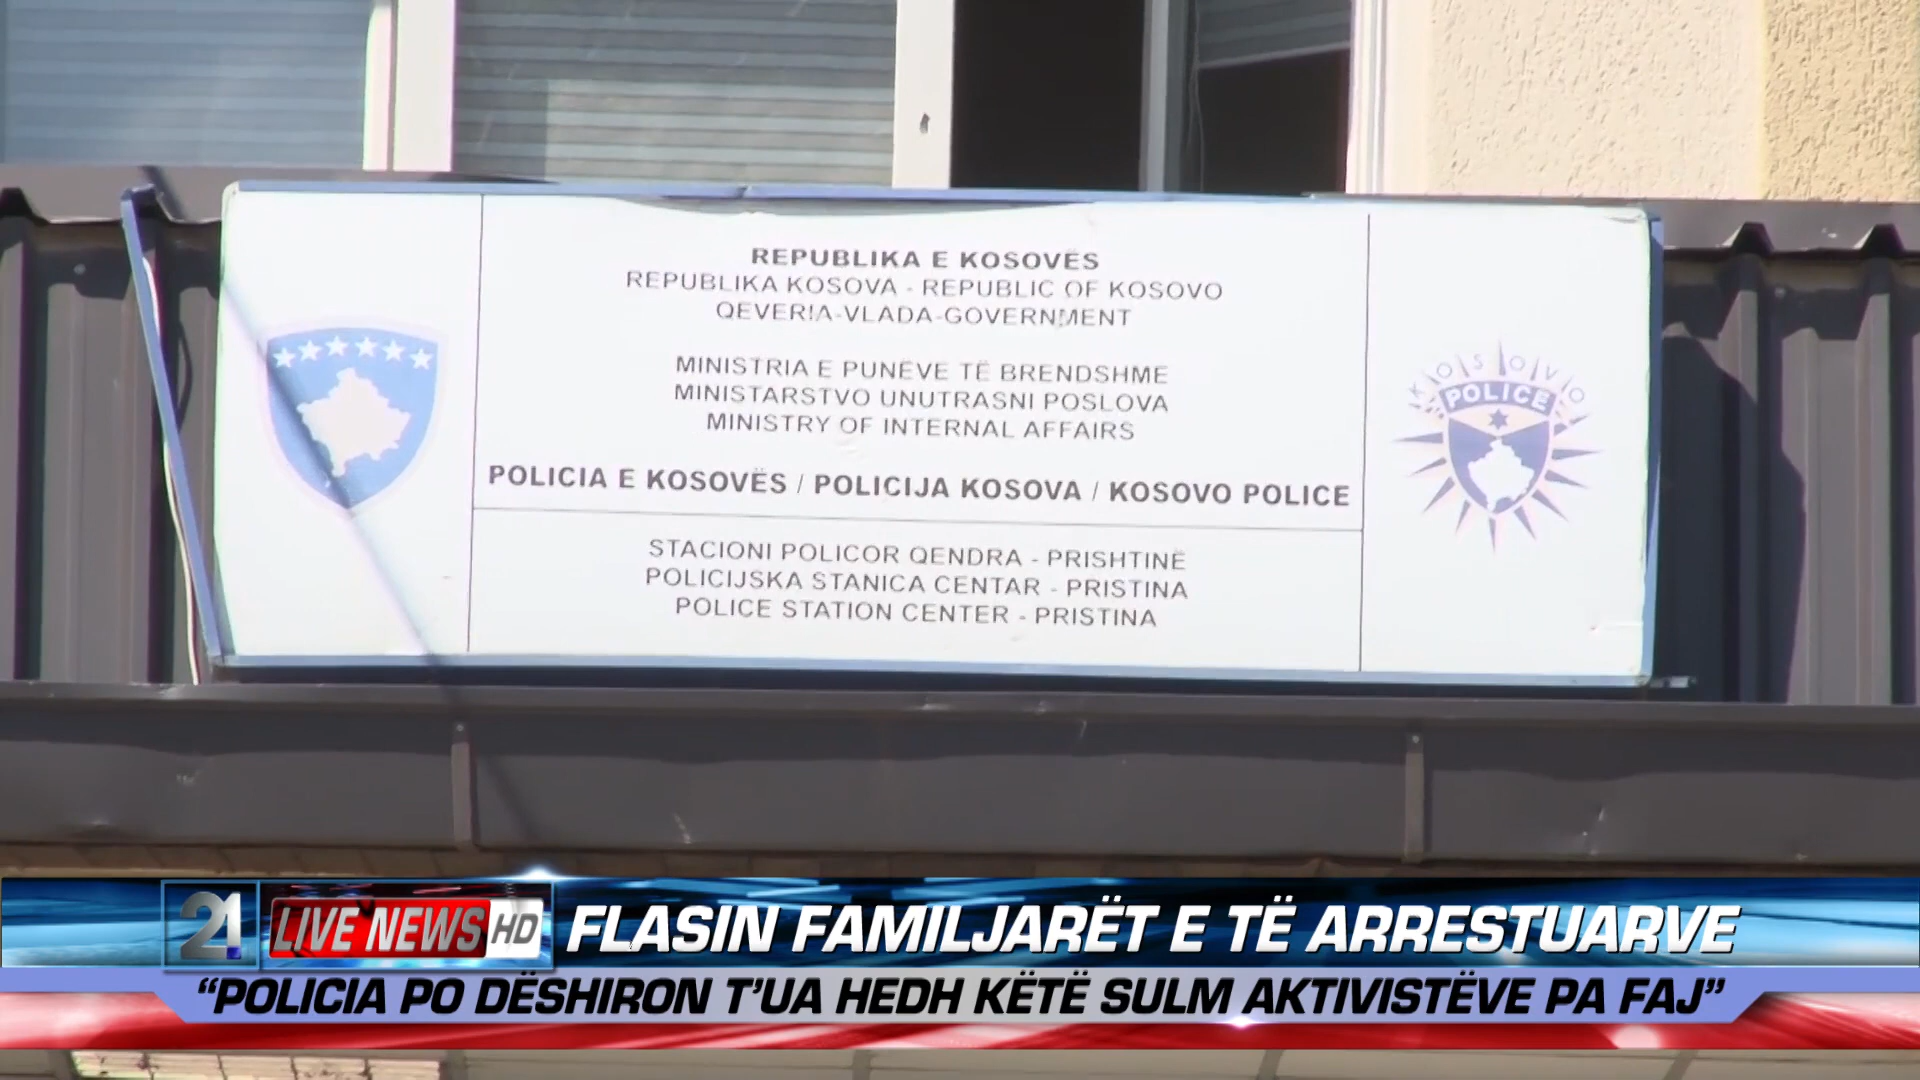 REPUBLIKA E KOSOVËS
REPUBLIKA KOSOVA - REPUBLIC OF KOSOVO
QEVERIA-VLADA-GOVERNMENT
MINISTRIA E PUNËVE TË BRENDSHME
MINISTARSTVO UNUTRASNI POSLOVA
MINISTRY OF INTERNAL AFFAIRS
POLICIA E KOSOVËS / POLICIJA KOSOVA / KOSOVO POLICE
STACIONI POLICOR QENDRA - PRISHTINË
POLICIJSKA STANICA CENTAR - PRISTINA
POLICE STATION CENTER - PRISTINA
KOSOVO
POLICE
21 LIVE NEWS HD FLASIN FAMILJARËT E TË ARRESTUARVE
“POLICIA PO DËSHIRON T’UA HEDH KËTË SULM AKTIVISTËVE PA FAJ”